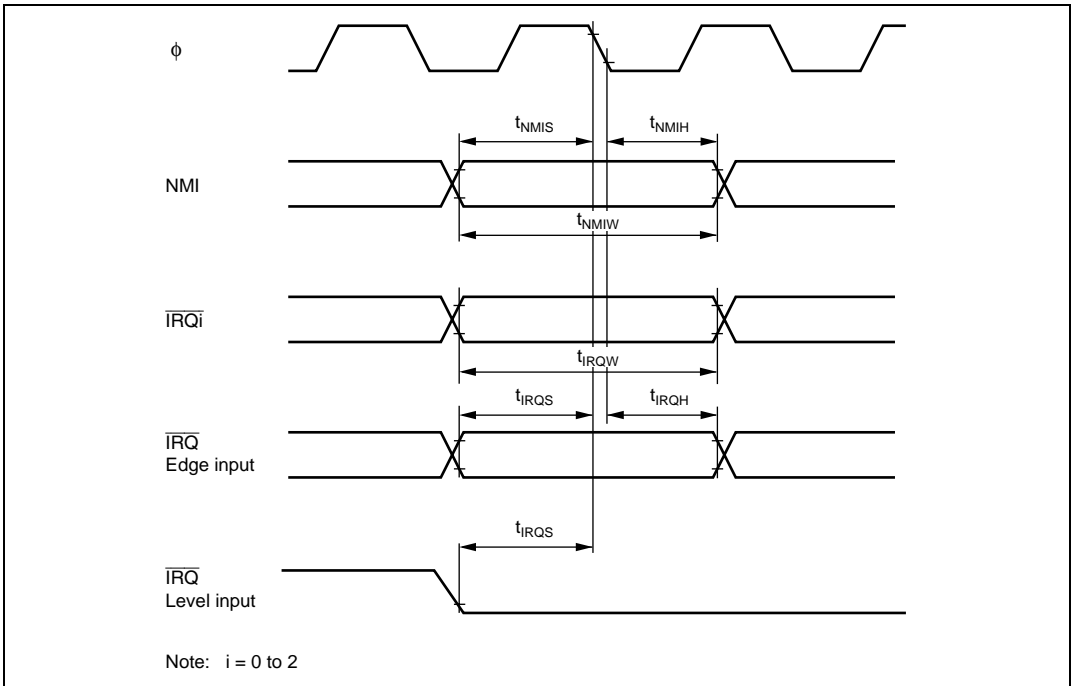 ϕ
tNMIS tNMIH
NMI
tNMIW
IRQi
tIRQW
tIRQS tIRQH
IRQ
Edge input
tIRQS
IRQ
Level input
Note: i = 0 to 2